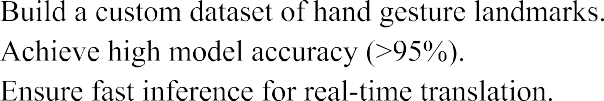 Build a custom dataset of hand gesture landmarks.
Achieve high model accuracy (>95%).
Ensure fast inference for real-time translation.